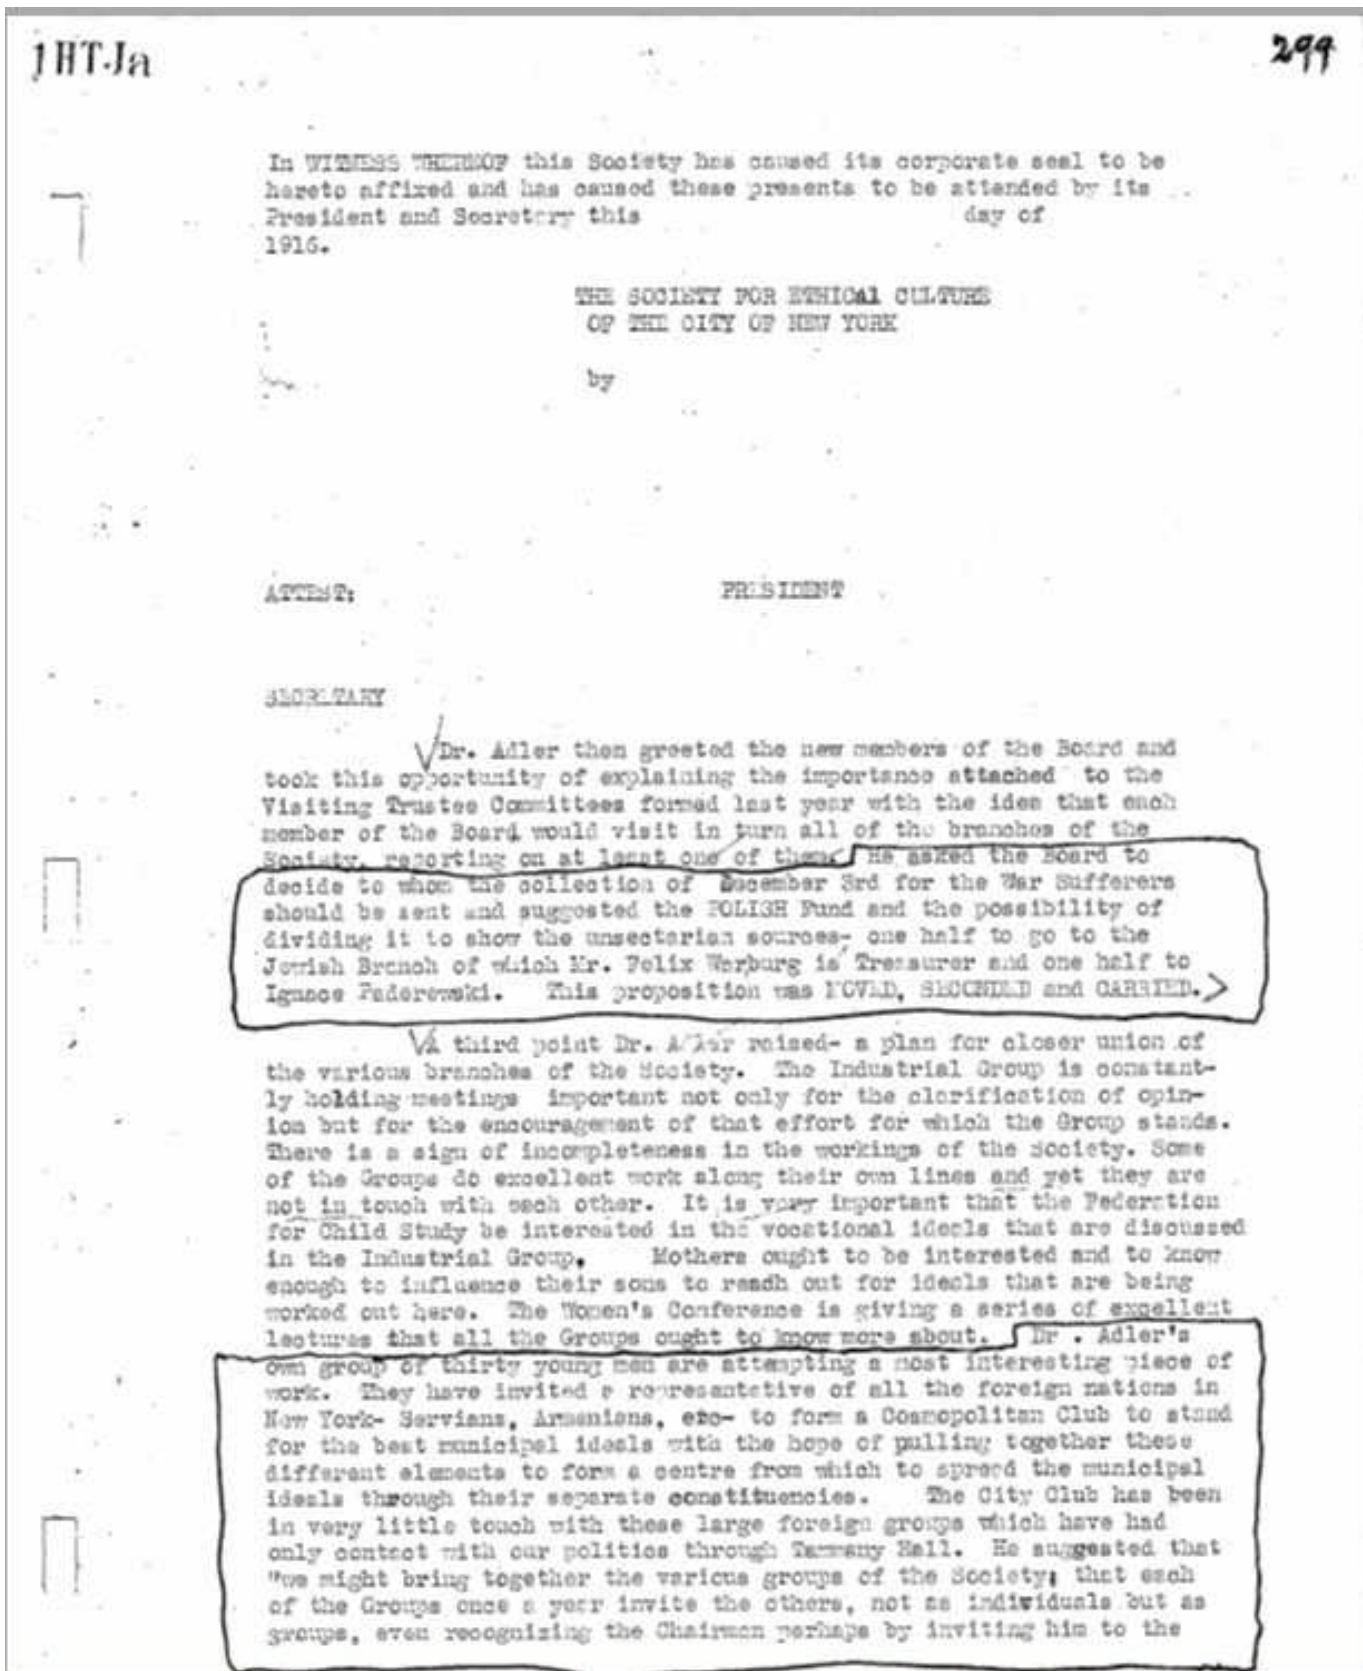 299
In WITNESS WHEREOF this Society has caused its corporate seal to be
hereto affixed and has caused these presents to be attended by its
President and Secretary this day of
1916.
THE SOCIETY FOR ETHICAl CULTURE
OF THE CITY OF NEW YORK
by
ATTEST: PRESIDENT
SECRETARY
Dr. Adler then greeted the new members of the Board and
took this opportunity of explaining the importance attached to the
Visiting Trustee Committees formed last year with the idea that each
member of the Board would visit in turn all of the branches of the
Society, reporting on at least one of them. He asked the Board to
decide to whom the collection of December 3rd for the War Sufferers
should be sent and suggested the POLISH Fund and the possibility of
dividing it to show the unsectarian sources- one half to go to the
Jewish Branch of which Mr. Felix Warburg is Treasurer and one half to
Ignace Paderewski. This proposition was MOVED, SECONDED and CARRIED.
A third point Dr. Adler raised- a plan for closer union of
the various branches of the Society. The Industrial Group is constant-
ly holding meetings important not only for the clarification of opin-
ion but for the encouragement of that effort for which the Group stands.
There is a sign of incompleteness in the workings of the Society. Some
of the Groups do excellent work along their own lines and yet they are
not in touch with each other. It is very important that the Federation
for Child Study be interested in the vocational ideals that are discussed
in the Industrial Group. Mothers ought to be interested and to know
enough to influence their sons to readh out for ideals that are being
worked out here. The Women's Conference is giving a series of excellent
lectures that all the Groups ought to know more about. Dr . Adler's
own group of thirty young men are attempting a most interesting piece of
work. They have invited a representative of all the foreign nations in
New York- Servians, Armenians, etc- to form a Cosmopolitan Club to stand
for the best municipal ideals with the hope of pulling together these
different elements to form a centre from which to spread the municipal
ideals through their separate constituencies. The City Club has been
in very little touch with these large foreign groups which have had
only contact with our politics through Tammany Hall. He suggested that
"we might bring together the various groups of the Society; that each
of the Groups once a year invite the others, not as individuals but as
groups, even recognizing the Chairman perhaps by inviting him to the